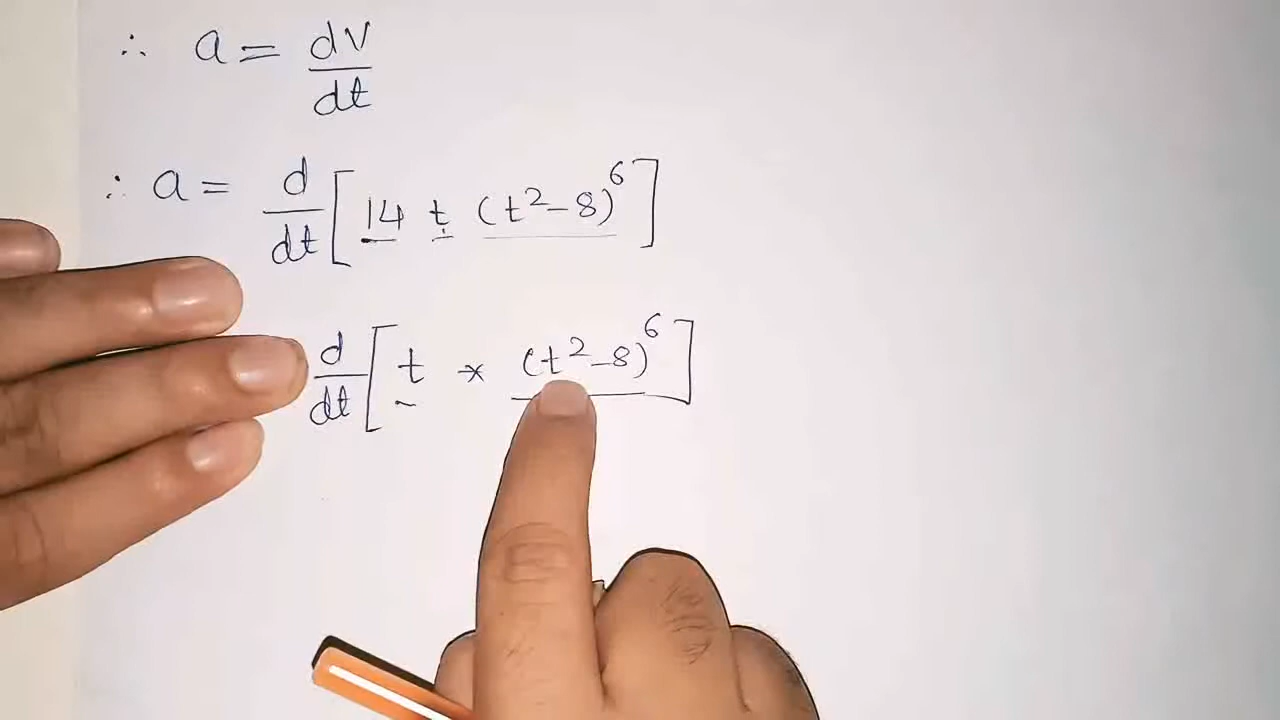 ∴ a = dv/dt
∴ a = d/dt [14 t (t²-8)⁶]
d/dt [t * (t²-8)⁶]